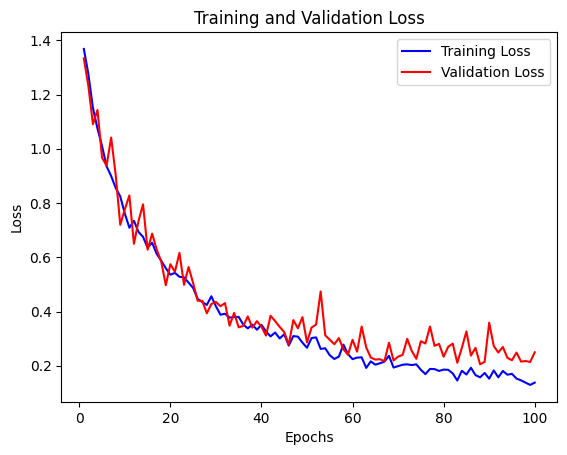 Training and Validation Loss
1.4
1.2
1.0
0.8
0.6
0.4
0.2
Loss
Training Loss
Validation Loss
0 20 40 60 80 100
Epochs